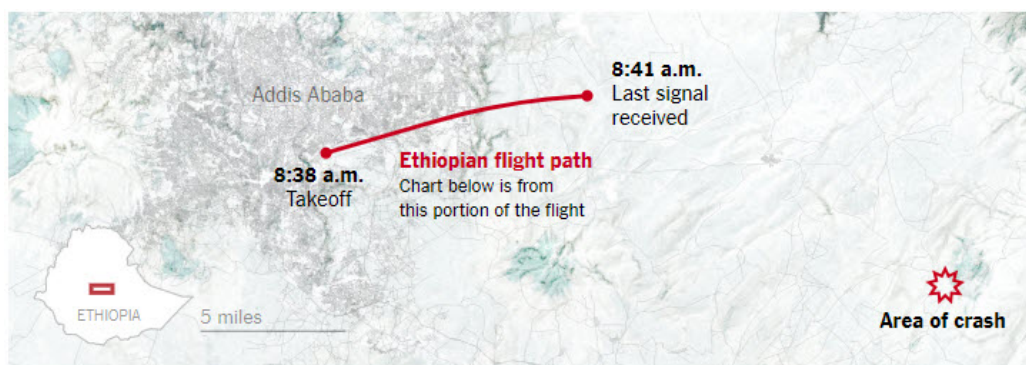 8:41 a.m.
Last signal
received
Addis Ababa
8:38 a.m.
Takeoff
Ethiopian flight path
Chart below is from
this portion of the flight
ETHIOPIA
5 miles
Area of crash